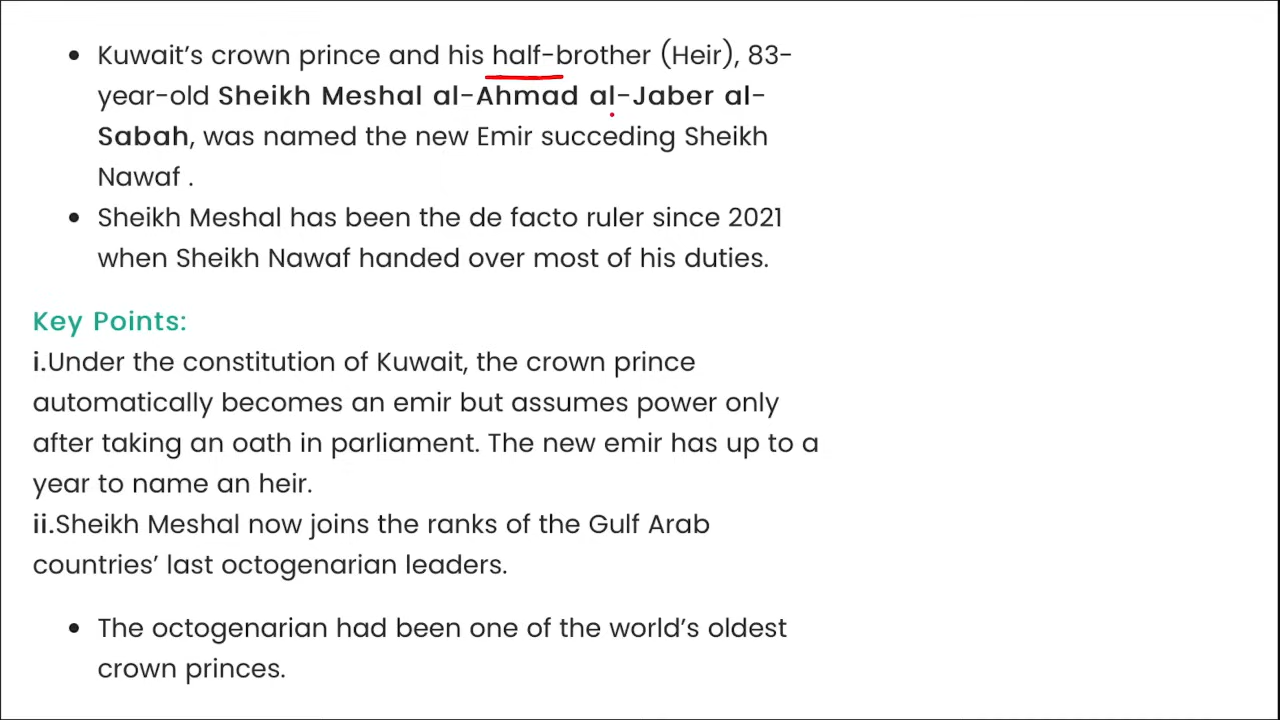 • Kuwait’s crown prince and his half-brother (Heir), 83-
year-old Sheikh Meshal al-Ahmad al-Jaber al-
Sabah, was named the new Emir succeding Sheikh
Nawaf .
• Sheikh Meshal has been the de facto ruler since 2021
when Sheikh Nawaf handed over most of his duties.
Key Points:
i.Under the constitution of Kuwait, the crown prince
automatically becomes an emir but assumes power only
after taking an oath in parliament. The new emir has up to a
year to name an heir.
ii.Sheikh Meshal now joins the ranks of the Gulf Arab
countries’ last octogenarian leaders.
• The octogenarian had been one of the world’s oldest
crown princes.